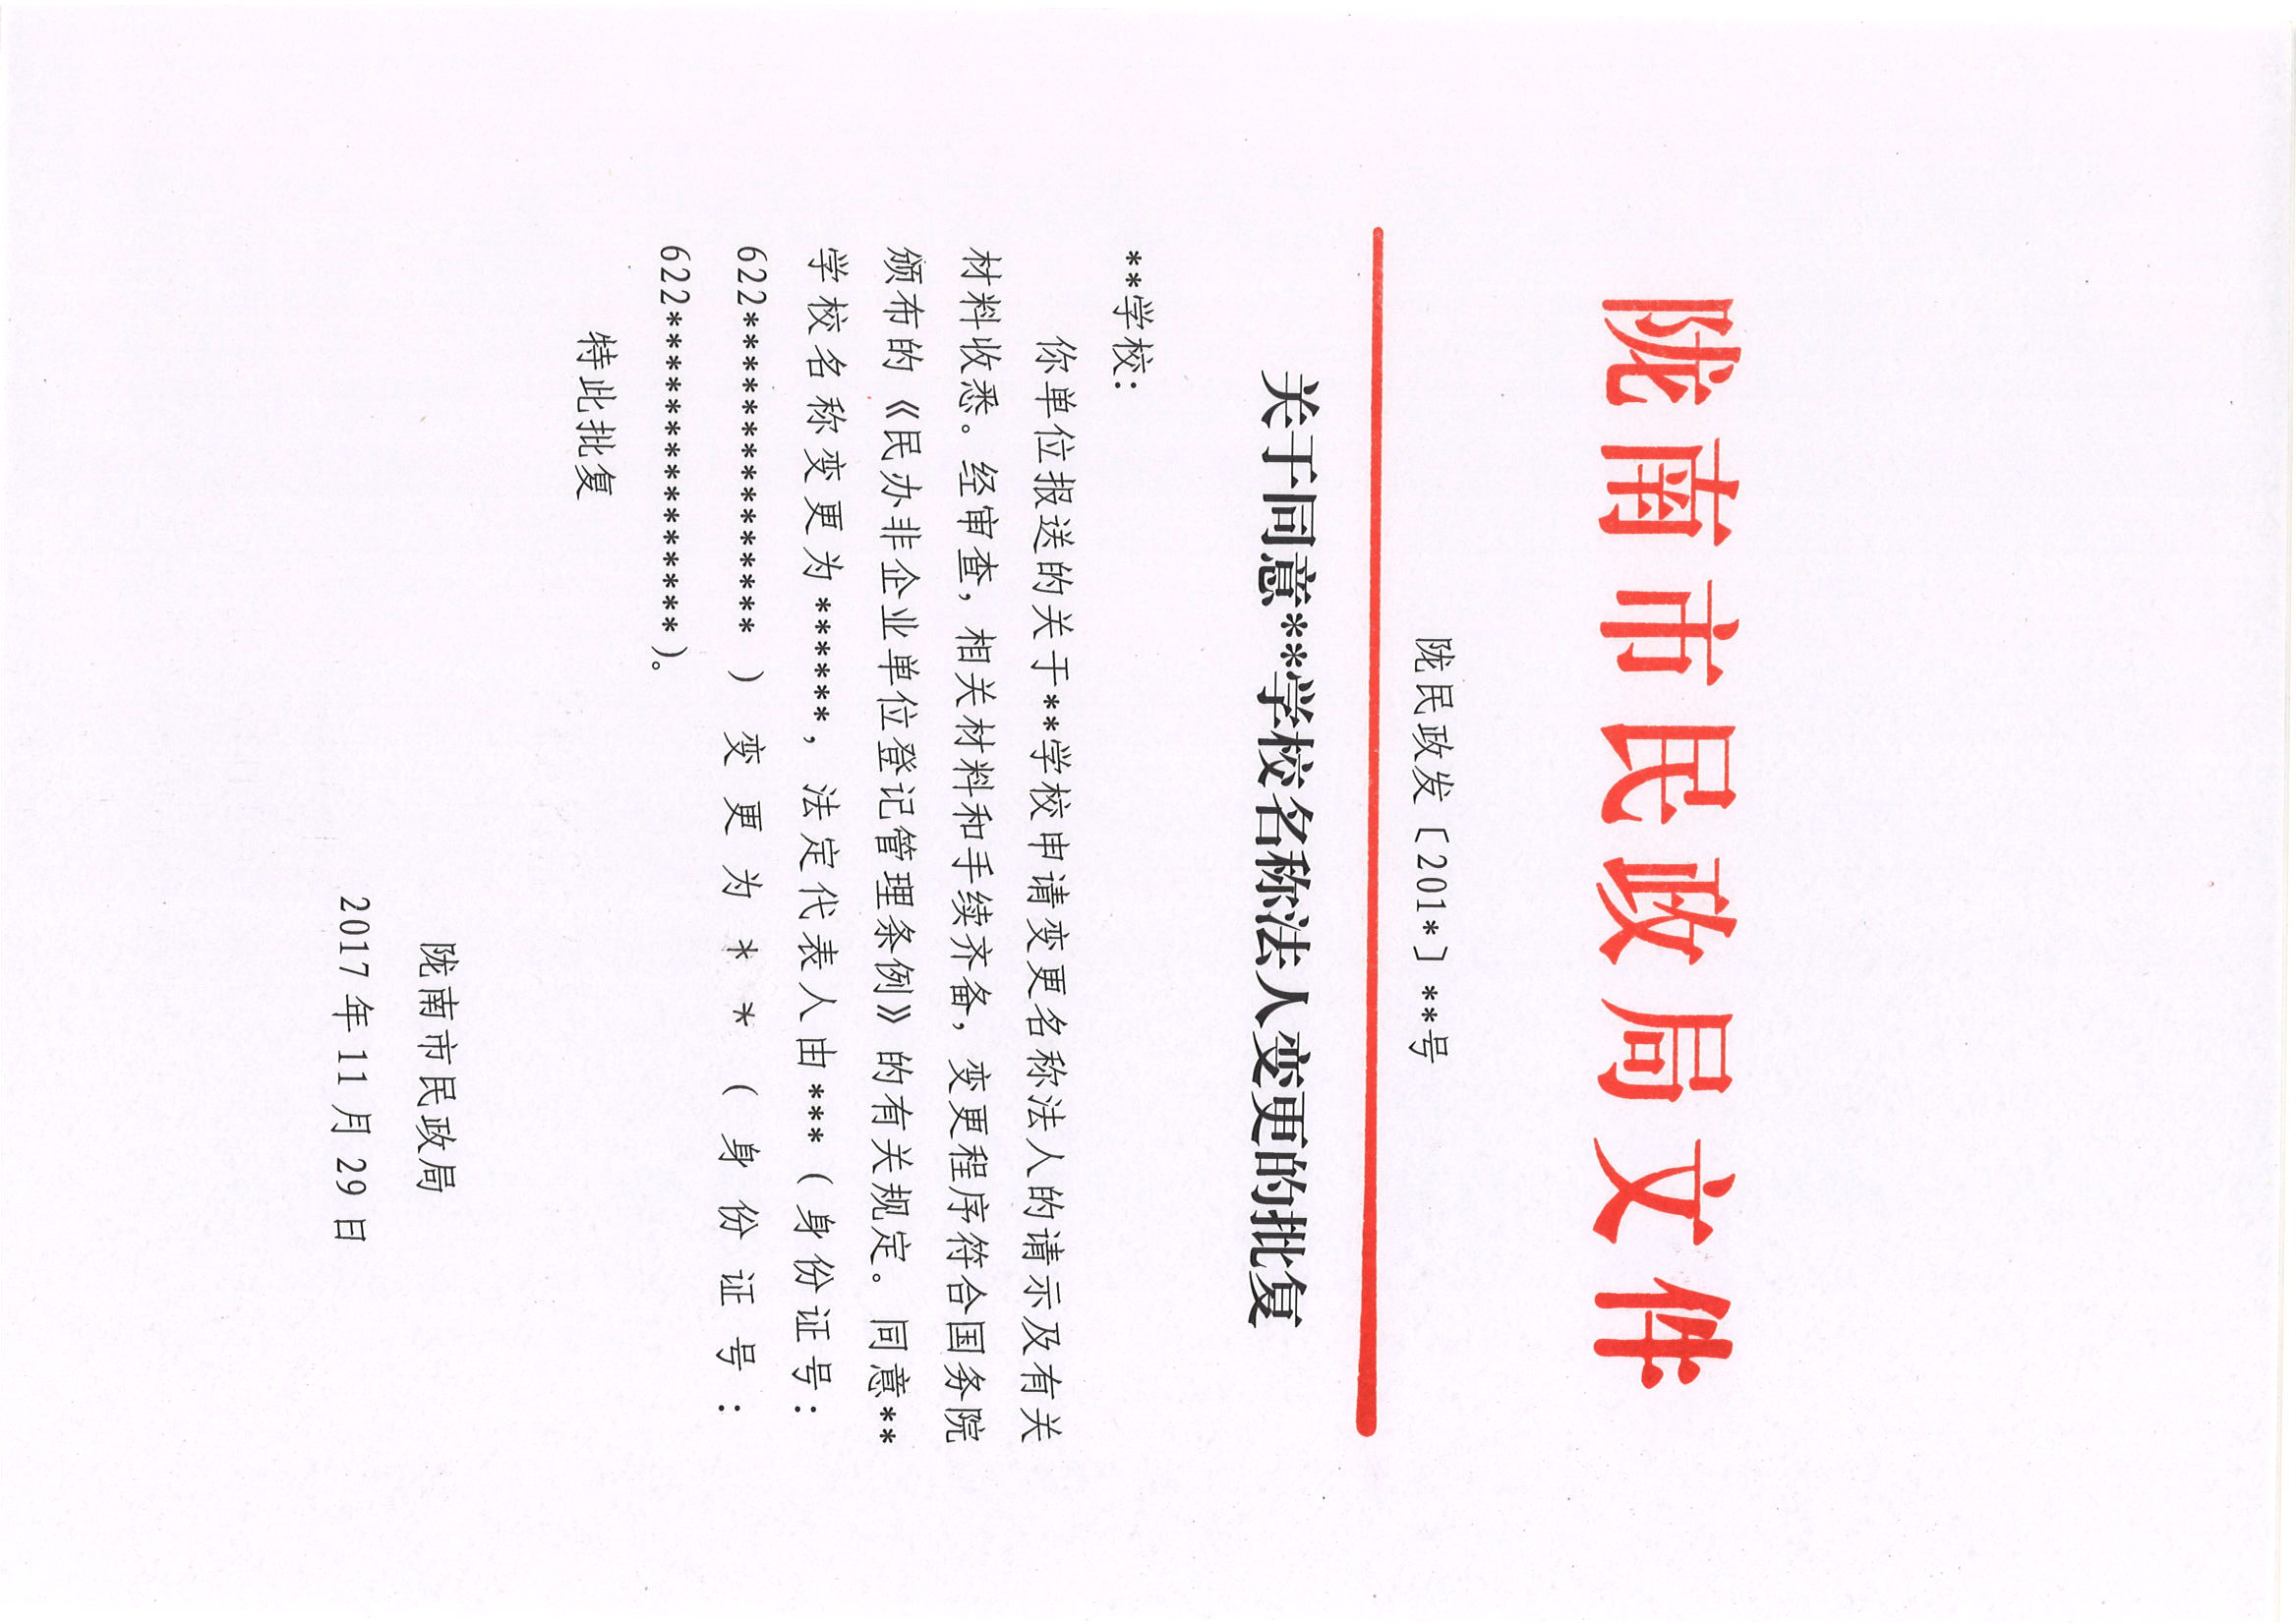 陇南市民政局文件
陇民政发〔201*〕**号
关于同意**学校名称法人变更的批复
**学校:
你单位报送的关于**学校申请变更名称法人的请示及有关
材料收悉。经审查,相关材料和手续齐备,变更程序符合国务院
颁布的《民办非企业单位登记管理条例》的有关规定。同意**
学校名称变更为******,法定代表人由***(身份证号:
622***************)变更为**(身份证号:
622***************)。
特此批复
陇南市民政局
2017年11月29日